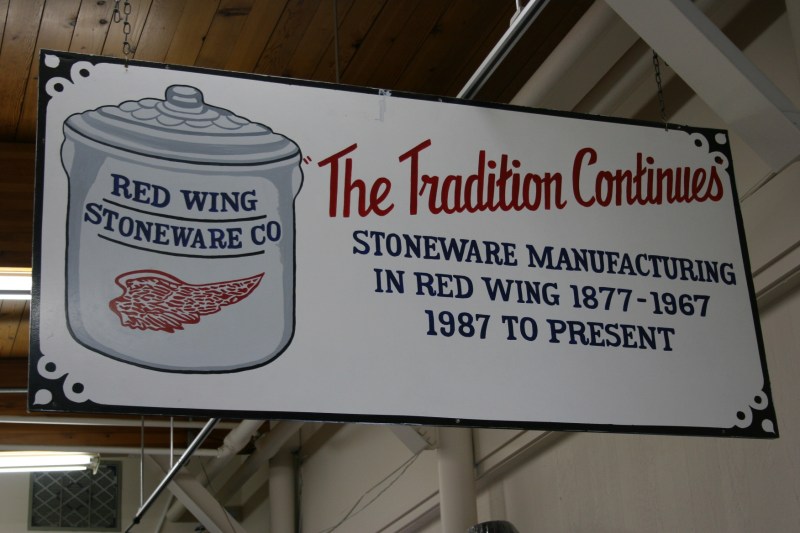 RED WING
STONEWARE CO
"The Tradition Continues
STONEWARE MANUFACTURING
IN RED WING 1877-1967
1987 TO PRESENT